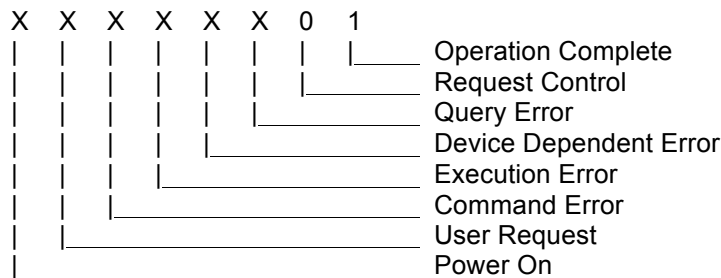 X X X X X X 0 1
Operation Complete
Request Control
Query Error
Device Dependent Error
Execution Error
Command Error
User Request
Power On